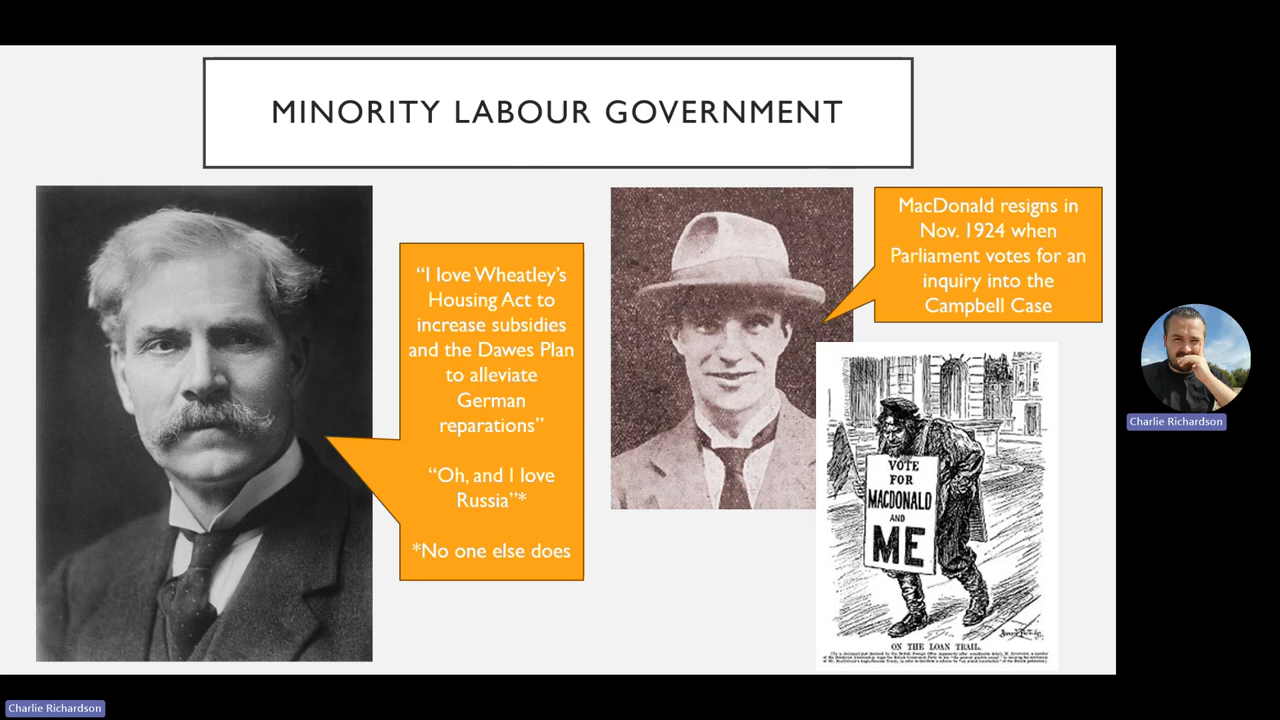 MINORITY LABOUR GOVERNMENT
“I love Wheatley’s
Housing Act to
increase subsidies
and the Dawes Plan
to alleviate
German
reparations”
“Oh, and I love
Russia”*
*No one else does
MacDonald resigns in
Nov. 1924 when
Parliament votes for an
inquiry into the
Campbell Case
VOTE
FOR
MACDONALD
AND
ME
ON THE LOAN TRAIL.
Charlie Richardson
Charlie Richardson